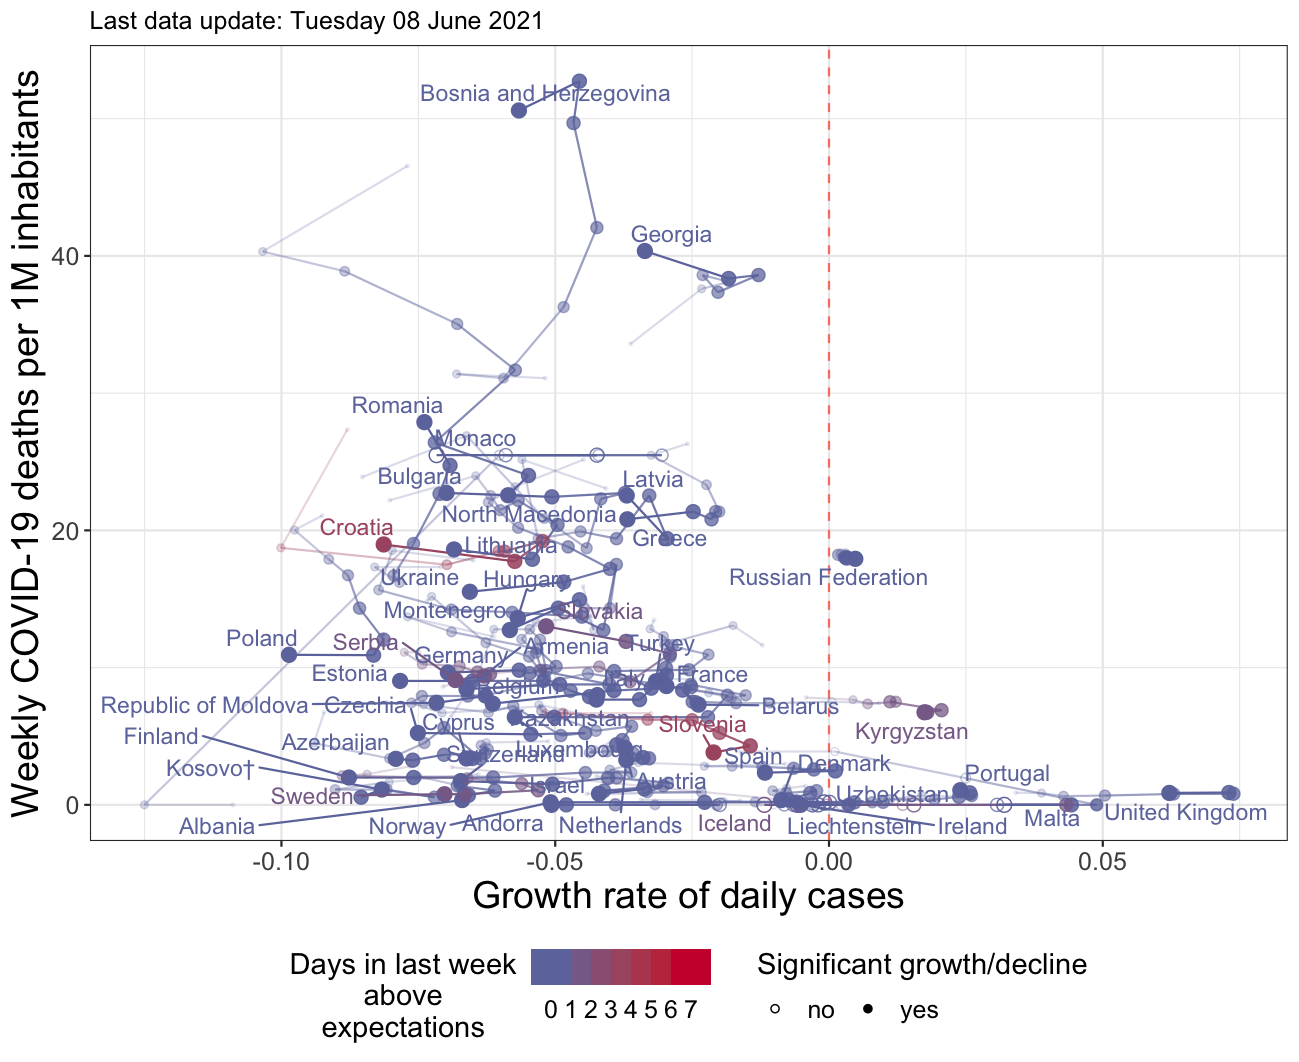 Last data update: Tuesday 08 June 2021
Weekly COVID-19 deaths per 1M inhabitants
Bosnia and Herzegovina
Georgia
40
Romania
Monaco
Bulgaria
Latvia
North Macedonia
Croatia
20
Greece
Lithuania
Ukraine
Hungary
Russian Federation
Montenegro
Slovakia
Poland
Serbia
Armenia
Turkey
Germany
Estonia
Belgium
Italy
France
Republic of Moldova
Czechia
Belarus
Cyprus
Kazakhstan
Slovenia
Kyrgyzstan
Finland
Azerbaijan
Switzerland
Luxembourg
Spain
Denmark
Kosovo†
Portugal
Sweden
Israel
Austria
Uzbekistan
0
United Kingdom
Albania
Norway
Andorra
Netherlands
Iceland
Liechtenstein
Ireland
Malta
-0.10
-0.05
0.00
0.05
Growth rate of daily cases
Days in last week
above
expectations
0 1 2 3 4 5 6 7
Significant growth/decline
no
yes